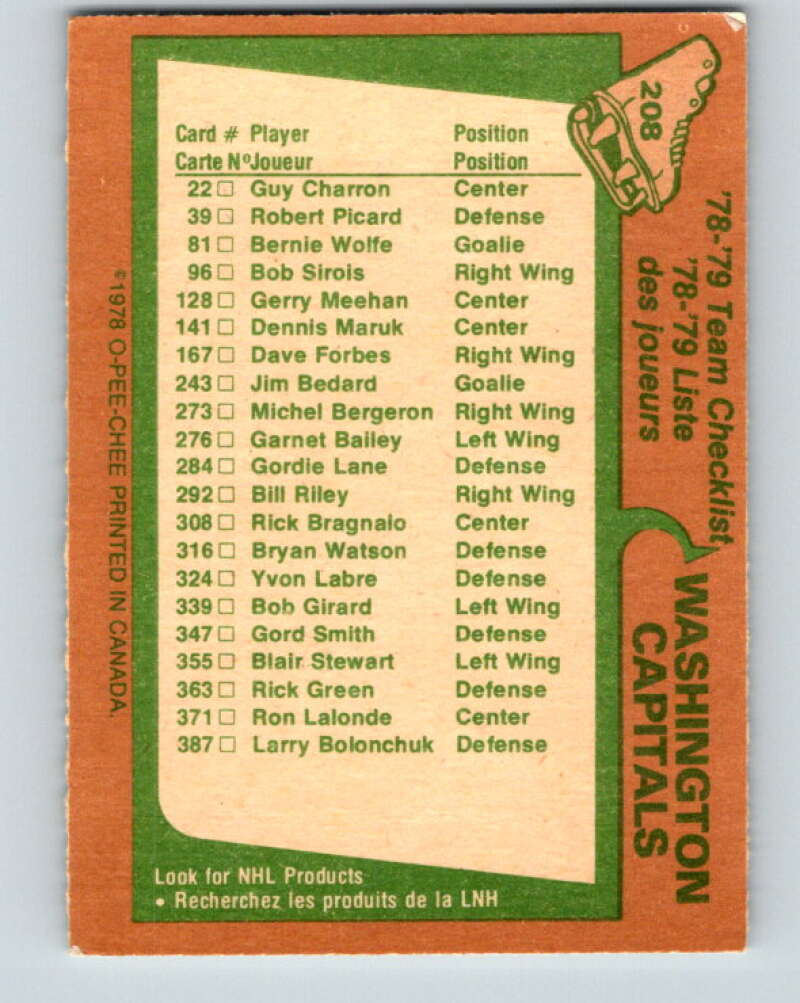 208
'78-'79 Team Checklist
'78-'79 Liste
des joueurs
WASHINGTON
CAPITALS
Card # Player Position
Carte Nº Joueur Position
22 □ Guy Charron Center
39 □ Robert Picard Defense
81 □ Bernie Wolfe Goalie
96 □ Bob Sirois Right Wing
128 □ Gerry Meehan Center
141 □ Dennis Maruk Center
167 □ Dave Forbes Right Wing
243 □ Jim Bedard Goalie
273 □ Michel Bergeron Right Wing
276 □ Garnet Bailey Left Wing
284 □ Gordie Lane Defense
292 □ Bill Riley Right Wing
308 □ Rick Bragnalo Center
316 □ Bryan Watson Defense
324 □ Yvon Labre Defense
339 □ Bob Girard Left Wing
347 □ Gord Smith Defense
355 □ Blair Stewart Left Wing
363 □ Rick Green Defense
371 □ Ron Lalonde Center
387 □ Larry Bolonchuk Defense
Look for NHL Products
• Recherchez les produits de la LNH
©1978 O-PEE-CHEE PRINTED IN CANADA.